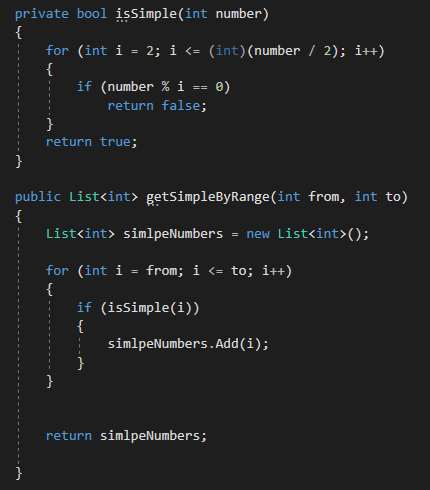 private bool isSimple(int number)
{
for (int i = 2; i <= (int)(number / 2); i++)
{
if (number % i == 0)
return false;
}
return true;
}
public List<int> getSimpleByRange(int from, int to)
{
List<int> simlpeNumbers = new List<int>();
for (int i = from; i <= to; i++)
{
if (isSimple(i))
{
simlpeNumbers.Add(i);
}
}
return simlpeNumbers;
}